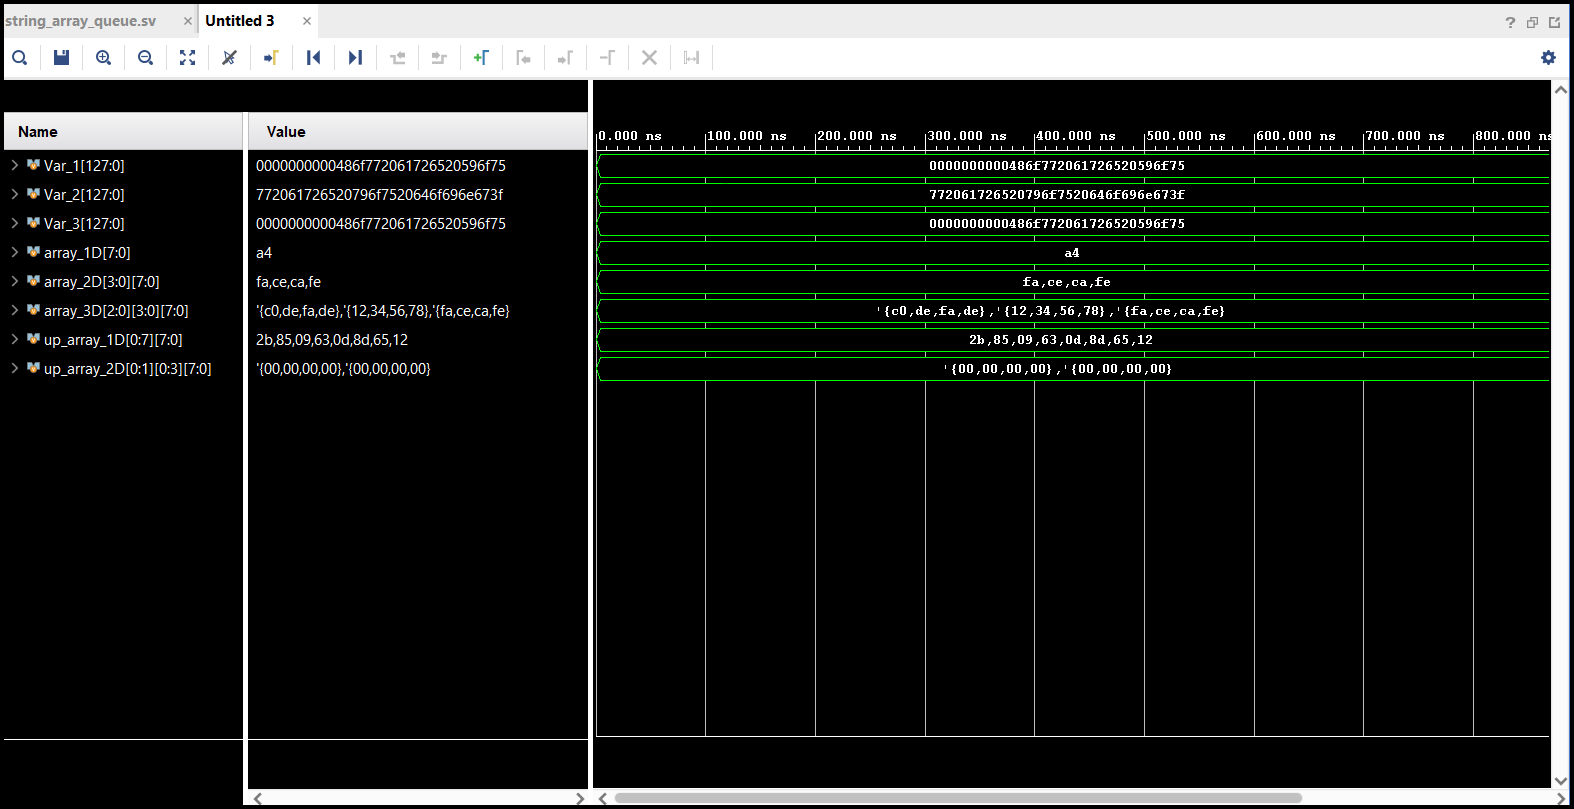 string_array_queue.sv × Untitled 3 × ?
Name Value
0.000 ns 100.000 ns 200.000 ns 300.000 ns 400.000 ns 500.000 ns 600.000 ns 700.000 ns 800.000 ns
Var_1[127:0] 0000000000486f772061726520596f75 0000000000486f772061726520596f75
Var_2[127:0] 772061726520796f7520646f696e673f 772061726520796f7520646f696e673f
Var_3[127:0] 0000000000486f772061726520596f75 0000000000486f772061726520596f75
array_1D[7:0] a4 a4
array_2D[3:0][7:0] fa,ce,ca,fe fa,ce,ca,fe
array_3D[2:0][3:0][7:0] '{c0,de,fa,de},'{12,34,56,78},'{fa,ce,ca,fe} '{c0,de,fa,de},'{12,34,56,78},'{fa,ce,ca,fe}
up_array_1D[0:7][7:0] 2b,85,09,63,0d,8d,65,12 2b,85,09,63,0d,8d,65,12
up_array_2D[0:1][0:3][7:0] '{00,00,00,00},'{00,00,00,00} '{00,00,00,00},'{00,00,00,00}